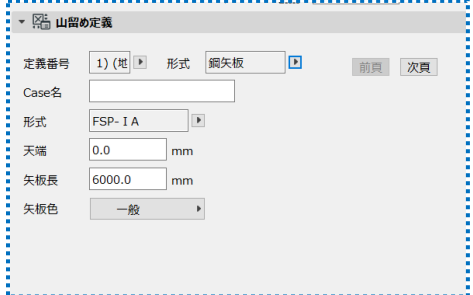 山留め定義
定義番号 1) (地 形式 鋼矢板 前頁 次頁
Case名
形式 FSP-ⅠA
天端 0.0 mm
矢板長 6000.0 mm
矢板色 一般